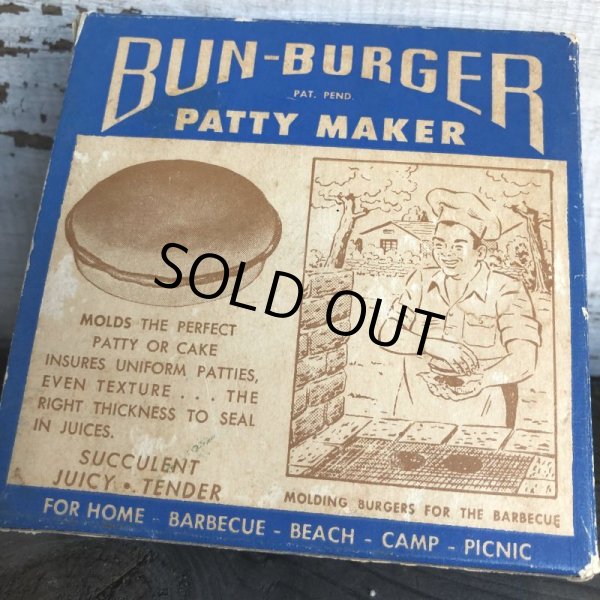 BUN-BURGER
PAT. PEND.
PATTY MAKER
MOLDS THE PERFECT
PATTY OR CAKE
INSURES UNIFORM PATTIES,
EVEN TEXTURE . . . THE
RIGHT THICKNESS TO SEAL
IN JUICES.
SUCCULENT
JUICY • TENDER
SOLD OUT
MOLDING BURGERS FOR THE BARBECUE
FOR HOME - BARBECUE - BEACH - CAMP - PICNIC